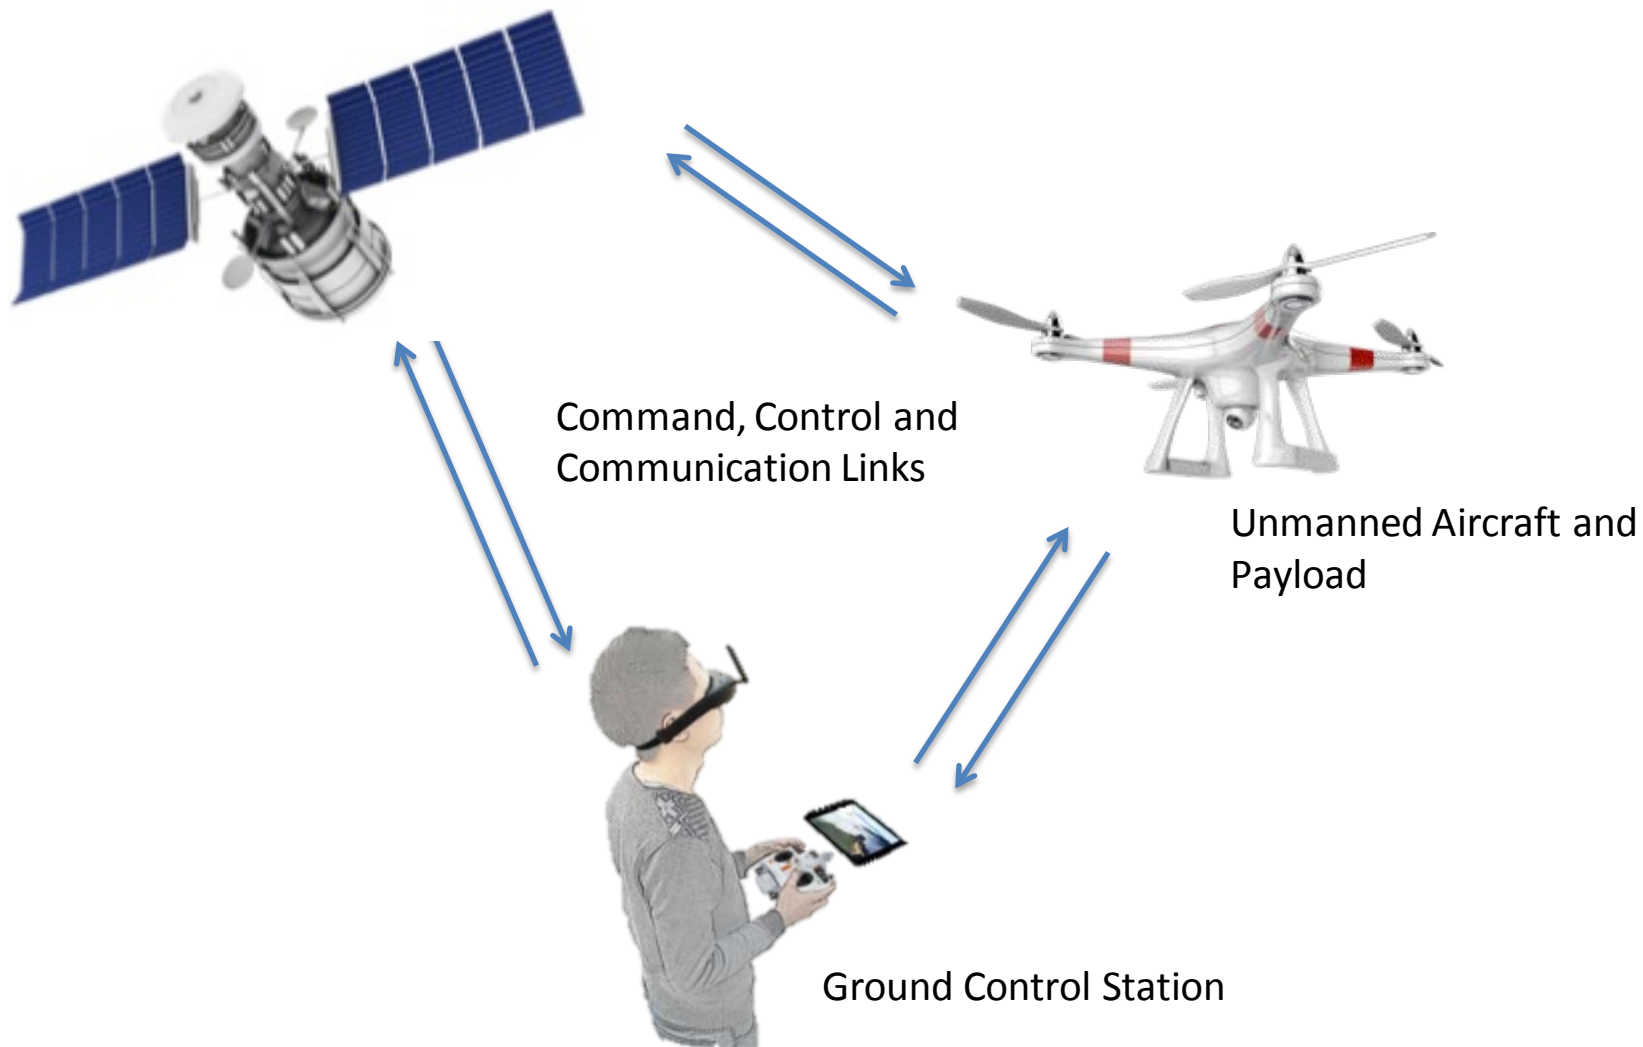 Command, Control and
Communication Links
Unmanned Aircraft and
Payload
Ground Control Station